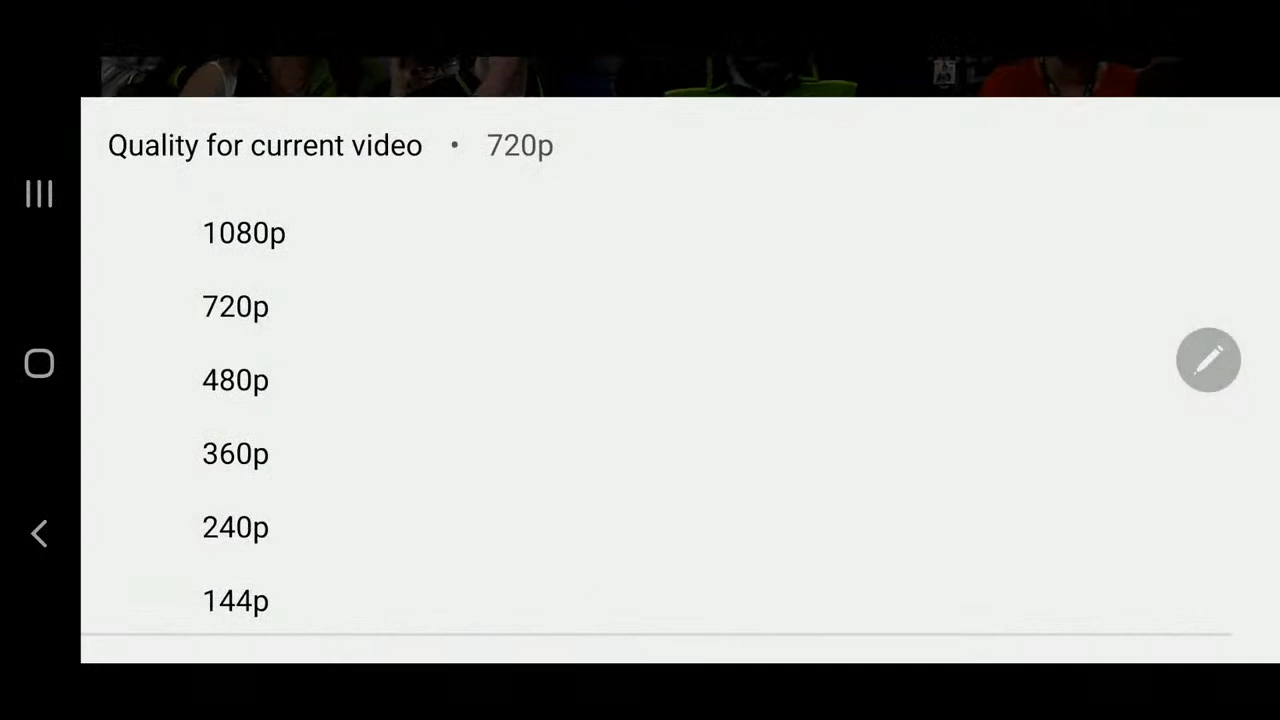 Quality for current video • 720p
1080p
720p
480p
360p
240p
144p